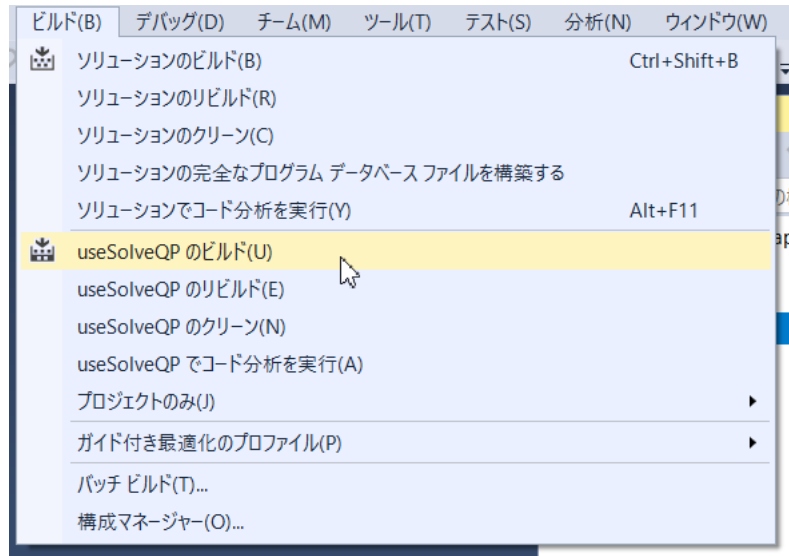 ビルド(B) デバッグ(D) チーム(M) ツール(T) テスト(S) 分析(N) ウィンドウ(W)
ソリューションのビルド(B) Ctrl+Shift+B
ソリューションのリビルド(R)
ソリューションのクリーン(C)
ソリューションの完全なプログラム データベース ファイルを構築する
ソリューションでコード分析を実行(Y) Alt+F11
useSolveQP のビルド(U)
useSolveQP のリビルド(E)
useSolveQP のクリーン(N)
useSolveQP でコード分析を実行(A)
プロジェクトのみ(J)
ガイド付き最適化のプロファイル(P)
バッチ ビルド(T)...
構成マネージャー(O)...